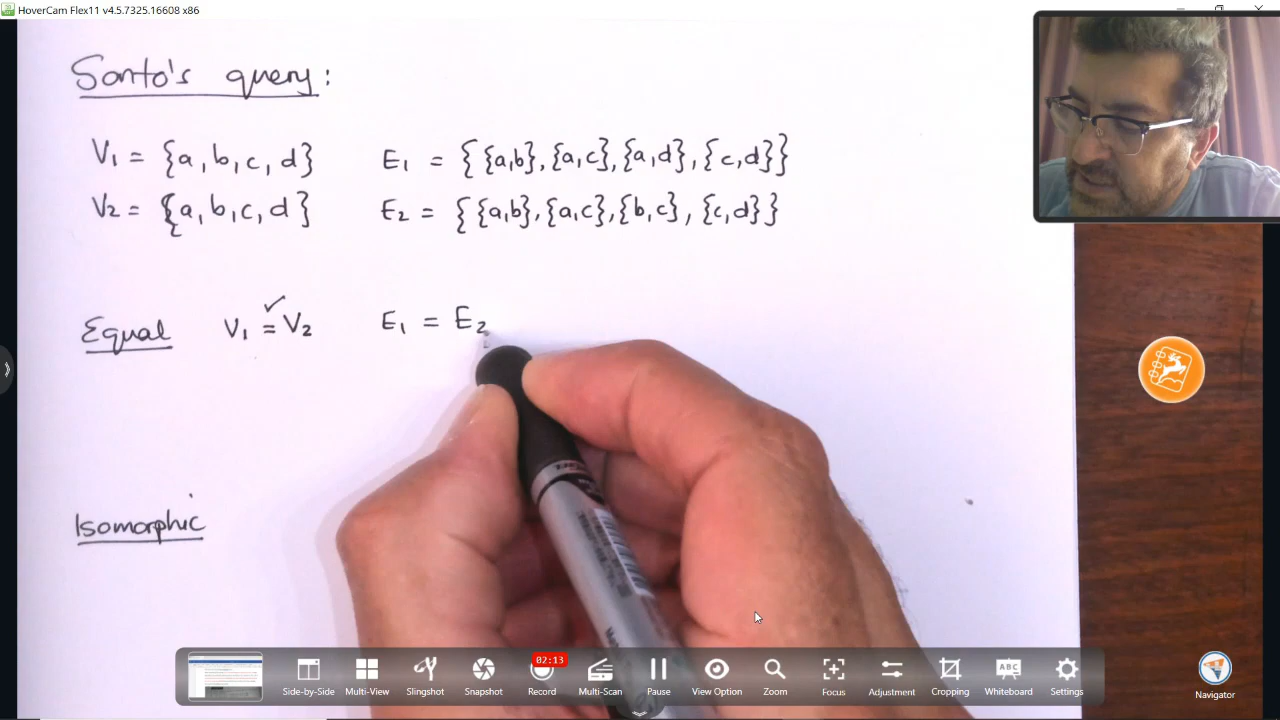 HoverCam Flex11 v4.5.7325.16608 x86
Santo's query:
V1 = {a, b, c, d} E1 = {{a,b}, {a,c}, {a,d}, {c,d}}
V2 = {a, b, c, d} E2 = {{a,b}, {a,c}, {b,c}, {c,d}}
Equal V1 = V2 ✓ E1 = E2
Isomorphic
02:13
Side-by-Side Multi-View Slingshot Snapshot Record Multi-Scan Pause View Option Zoom Focus Adjustment Cropping ABC Whiteboard Settings
Navigator